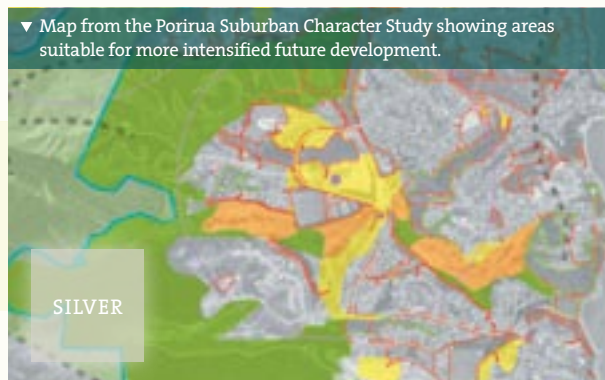 ▼ Map from the Porirua Suburban Character Study showing areas
suitable for more intensified future development.
SILVER